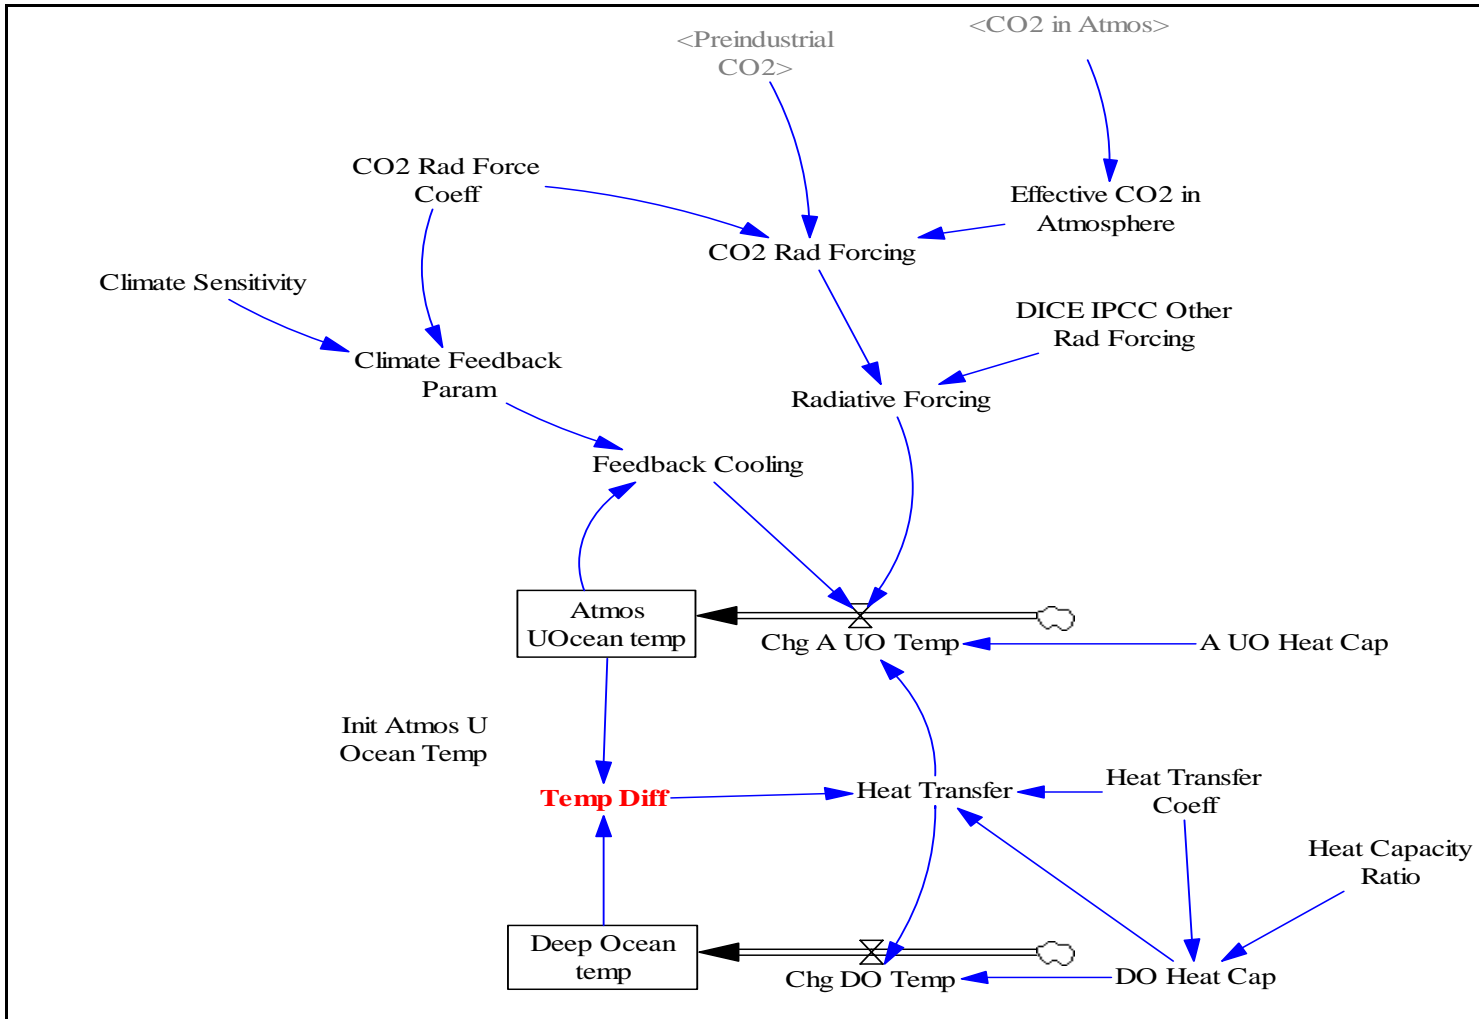 <CO2 in Atmos>
<Preindustrial
CO2>
CO2 Rad Force
Coeff
Effective CO2 in
Atmosphere
CO2 Rad Forcing
Climate Sensitivity
DICE IPCC Other
Rad Forcing
Climate Feedback
Param
Radiative Forcing
Feedback Cooling
Atmos
UOcean temp
Chg A UO Temp
A UO Heat Cap
Init Atmos U
Ocean Temp
Temp Diff
Heat Transfer
Heat Transfer
Coeff
Heat Capacity
Ratio
Deep Ocean
temp
Chg DO Temp
DO Heat Cap